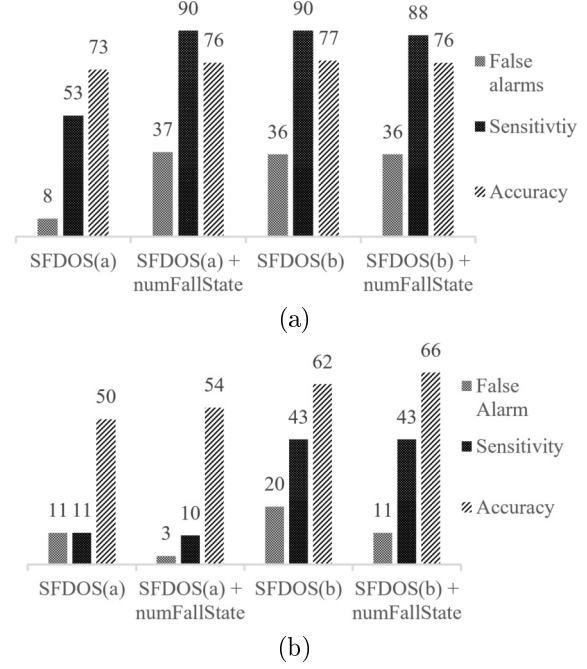 90
90
88
73
76
77
76
53
37
36
36
8
False
alarms
Sensitivtiy
Accuracy
SFDOS(a)
SFDOS(a) +
numFallState
SFDOS(b)
SFDOS(b) +
numFallState
(a)
50
54
62
66
11
11
3
10
20
43
11
43
False
Alarm
Sensitivity
Accuracy
SFDOS(a)
SFDOS(a) +
numFallState
SFDOS(b)
SFDOS(b) +
numFallState
(b)